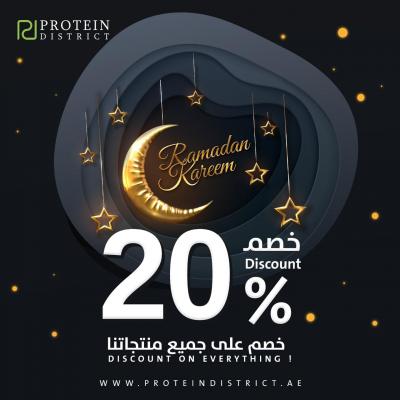 PROTEIN
DISTRICT
Ramadan
Kareem
20%
خصم
Discount
خصم على جميع منتجاتنا
DISCOUNT ON EVERYTHING !
WWW.PROTEINDISTRICT.AE